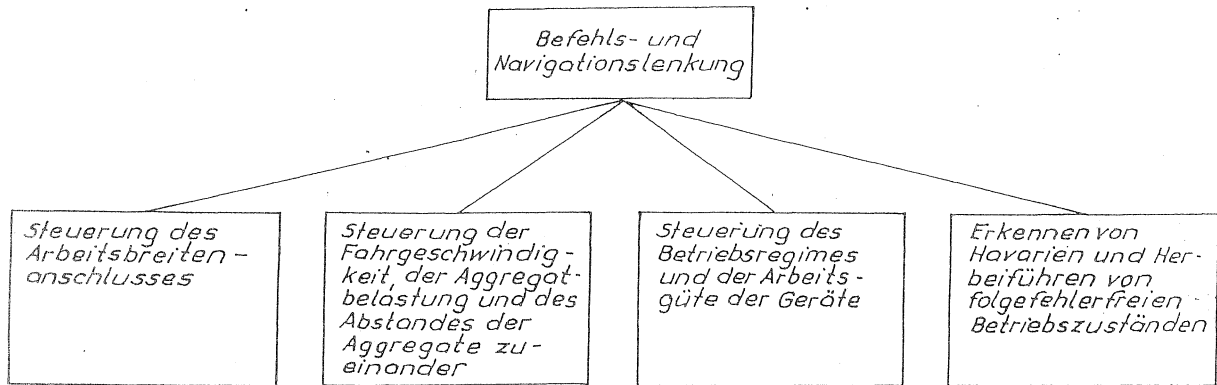 Befehls- und
Navigationslenkung
Steuerung des
Arbeitsbreiten-
anschlusses
Steuerung der
Fahrgeschwindig-
keit, der Aggregat-
belastung und des
Abstandes der
Aggregate zu-
einander
Steuerung des
Betriebsregimes
und der Arbeits-
güte der Geräte
Erkennen von
Havarien und Her-
beiführen von
folgefehlerfreien
Betriebszuständen